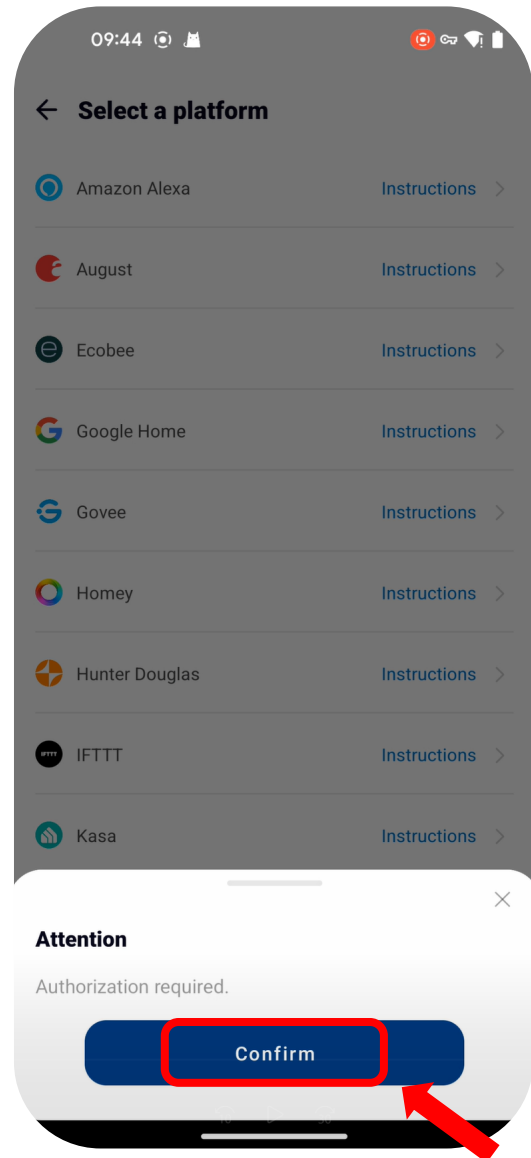 09:44
Select a platform
Amazon Alexa Instructions
August Instructions
Ecobee Instructions
Google Home Instructions
Govee Instructions
Homey Instructions
Hunter Douglas Instructions
IFTTT
IFTTT Instructions
Kasa Instructions
Attention
Authorization required.
Confirm